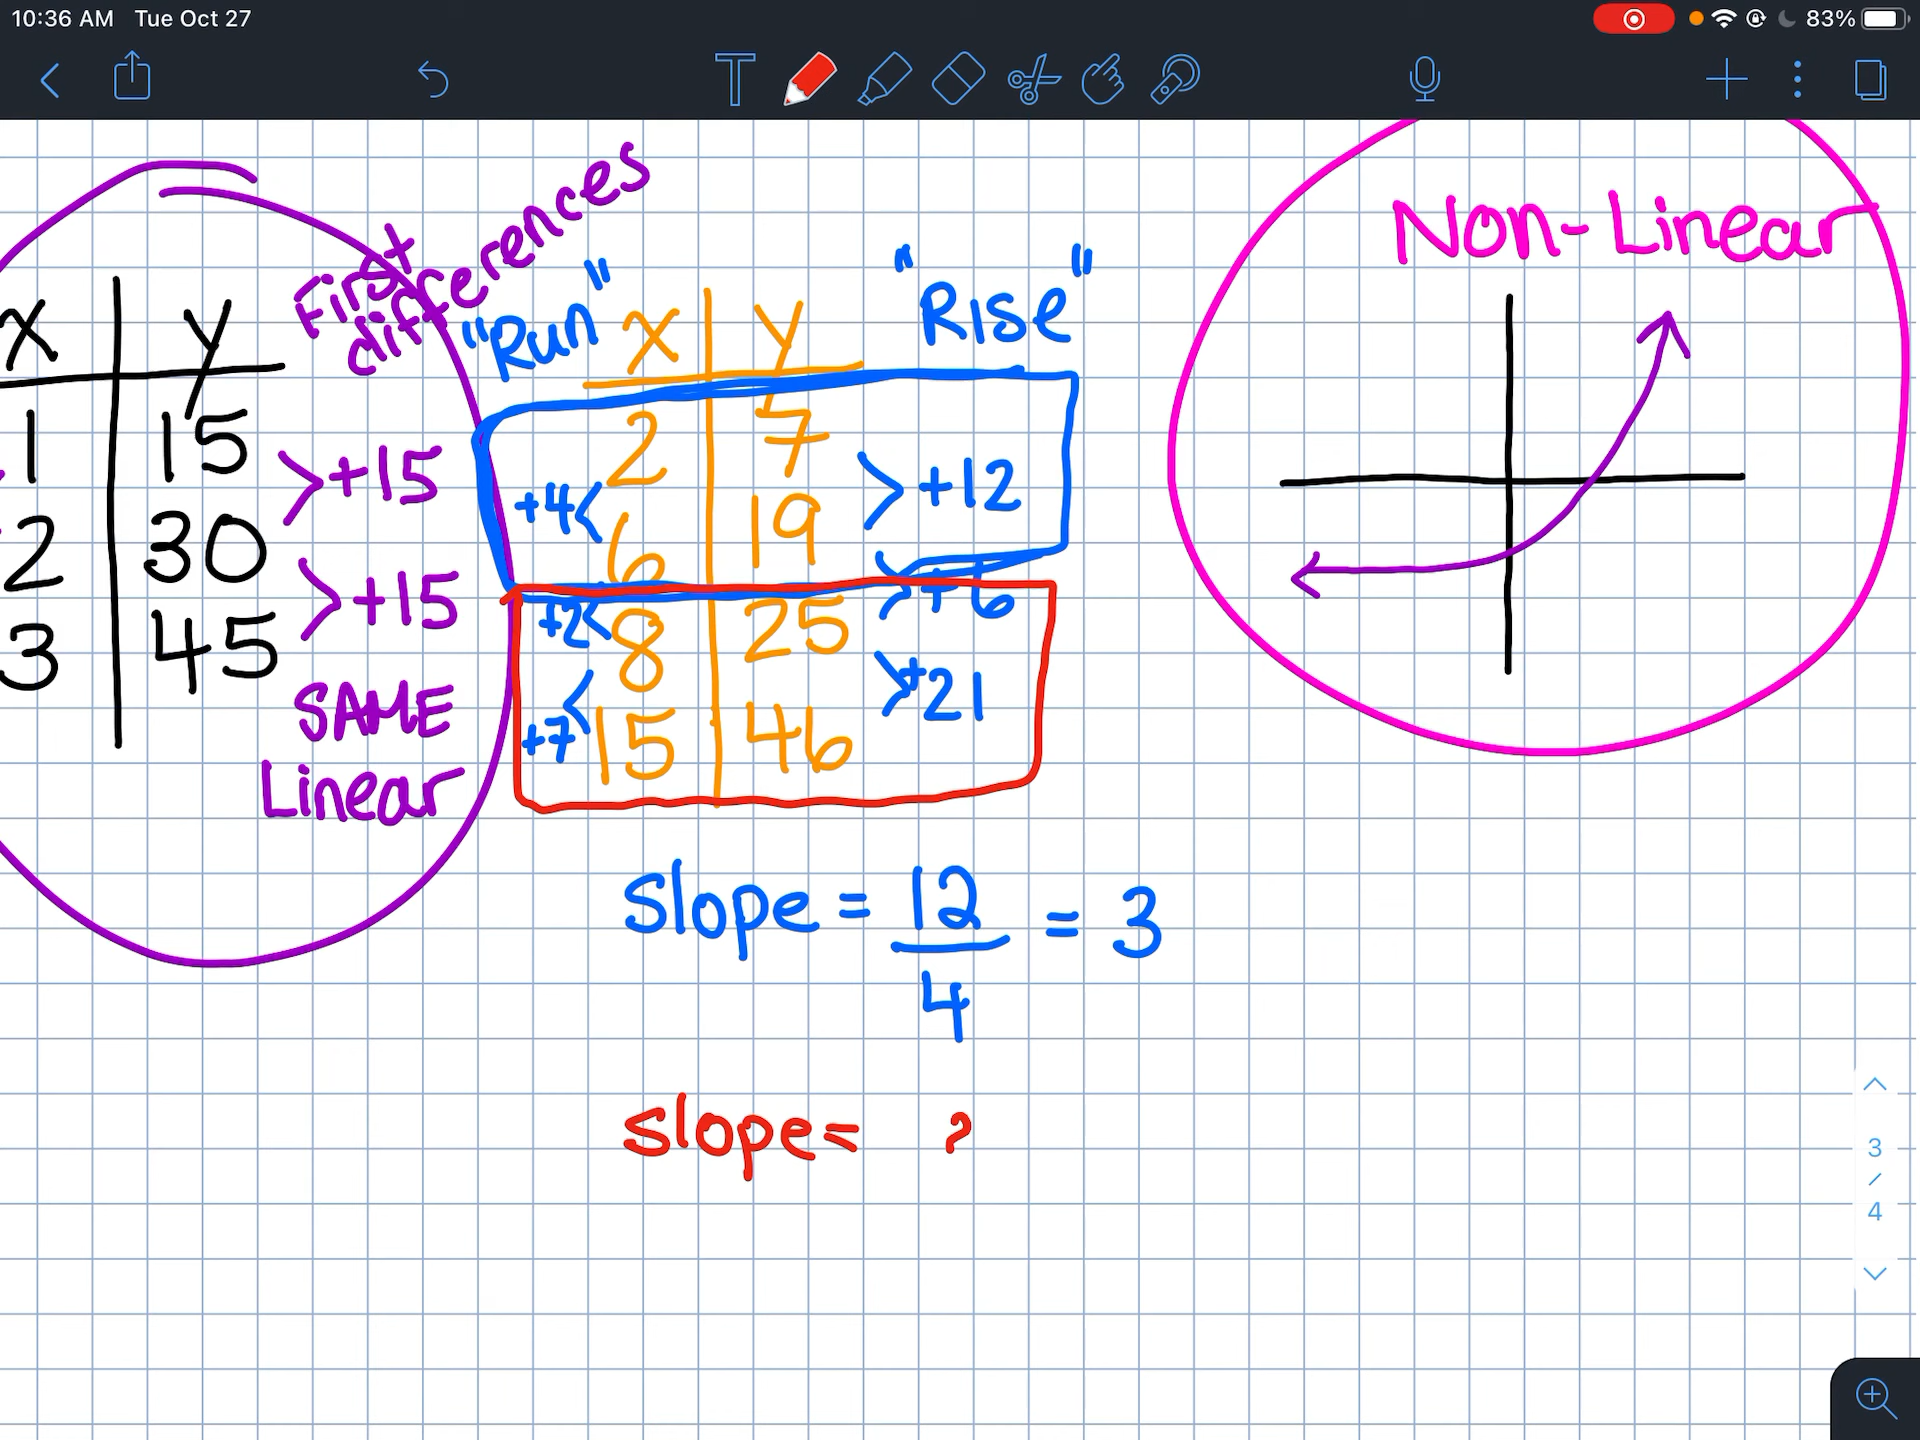 10:36 AM Tue Oct 27
83%
T
First
differences
x y
1 15
2 30
3 45
>+15
>+15
SAME
Linear
"Run" x y "Rise"
2 7
6 19
8 25
15 46
+4<
+2<
+7<
>+12
>+6
>+21
Slope = 12/4 = 3
Slope= ?
Non-Linear
3
/
4